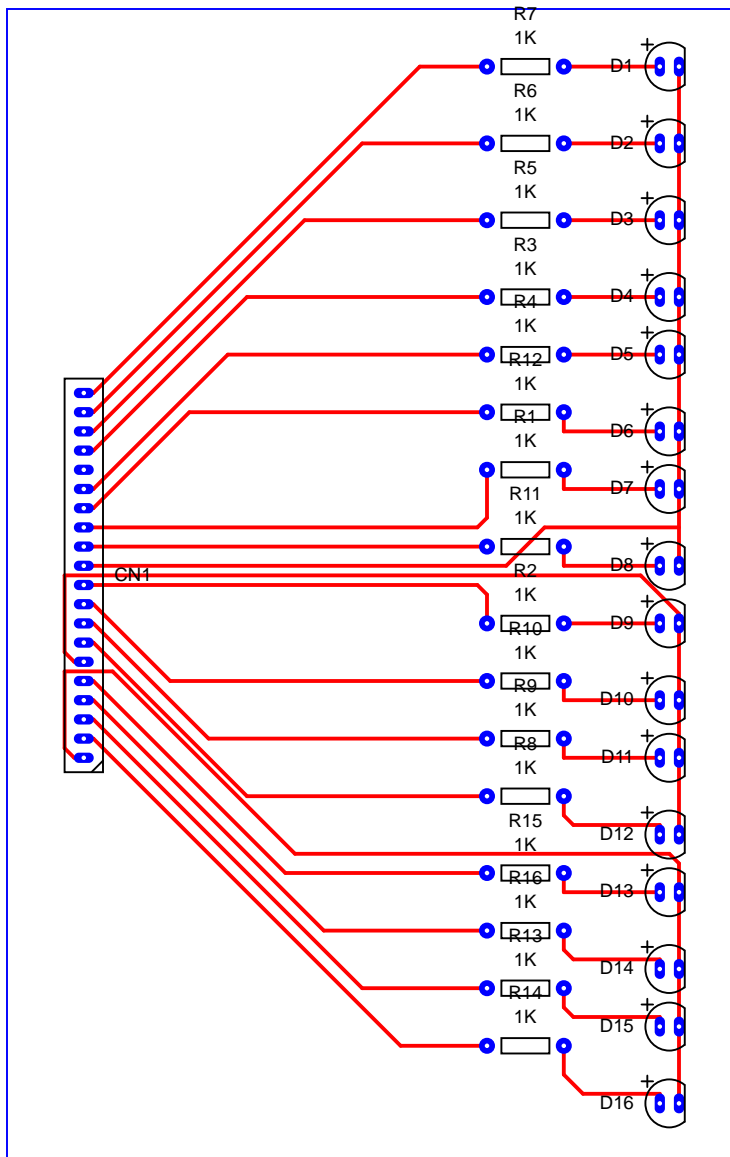 R7
1K
+
D1
R6
1K
+
D2
R5
1K
+
D3
R3
1K
+
D4
R4
1K
+
D5
R12
1K
+
D6
R1
1K
+
D7
R11
1K
+
D8
CN1
R2
1K
+
D9
R10
1K
+
D10
R9
1K
+
D11
R8
1K
+
D12
R15
1K
+
D13
R16
1K
+
D14
R13
1K
+
D15
R14
1K
+
D16